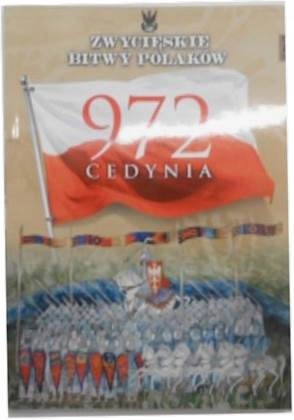 ZWYCIĘSKIE
BITWY POLAKÓW
972
CEDYNIA